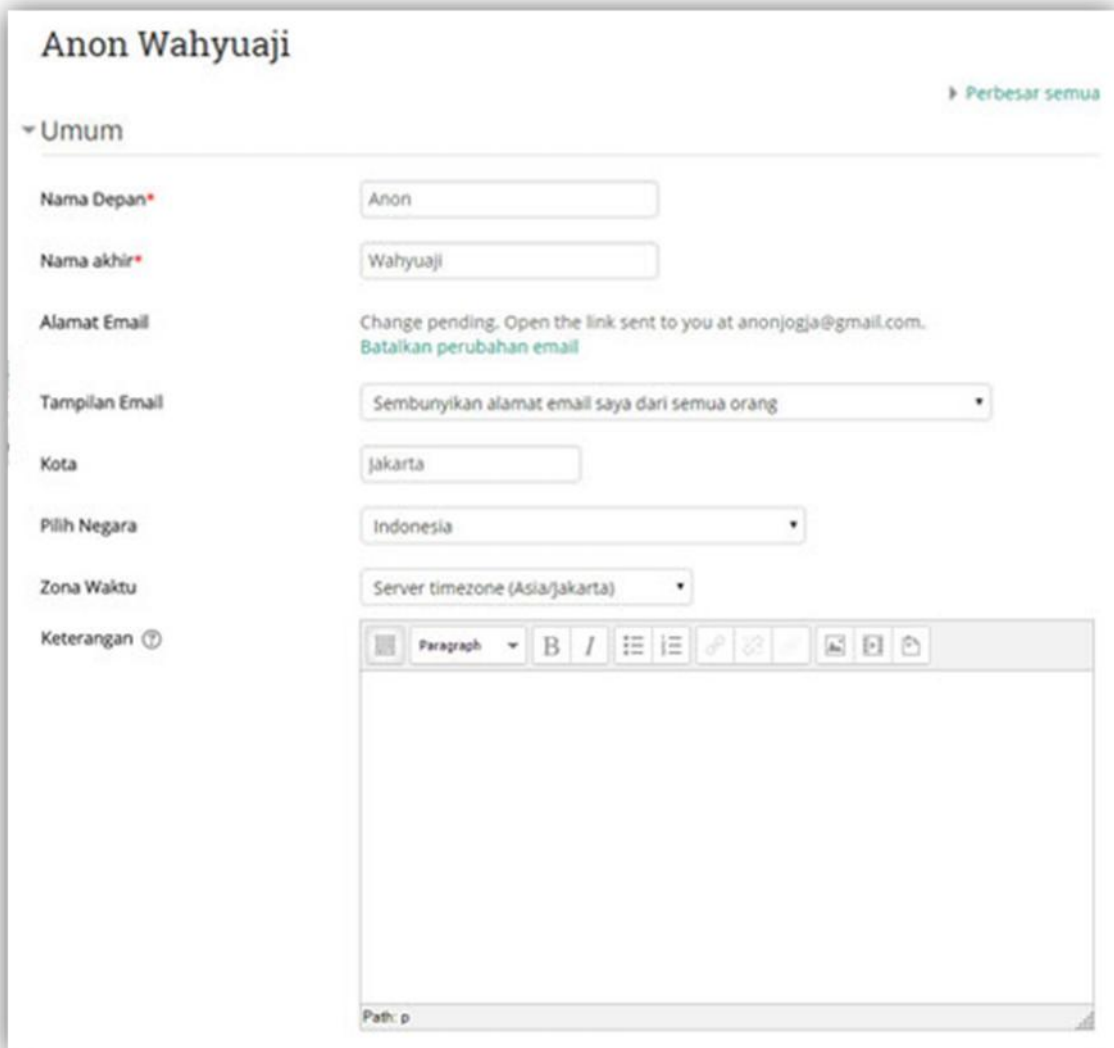 Anon Wahyuaji
Perbesar semua
Umum
Nama Depan*
Anon
Nama akhir*
Wahyuaji
Alamat Email
Change pending. Open the link sent to you at anonjogja@gmail.com.
Batalkan perubahan email
Tampilan Email
Sembunyikan alamat email saya dari semua orang
Kota
Jakarta
Pilih Negara
Indonesia
Zona Waktu
Server timezone (Asia/Jakarta)
Keterangan ?
Paragraph B I
Path: p